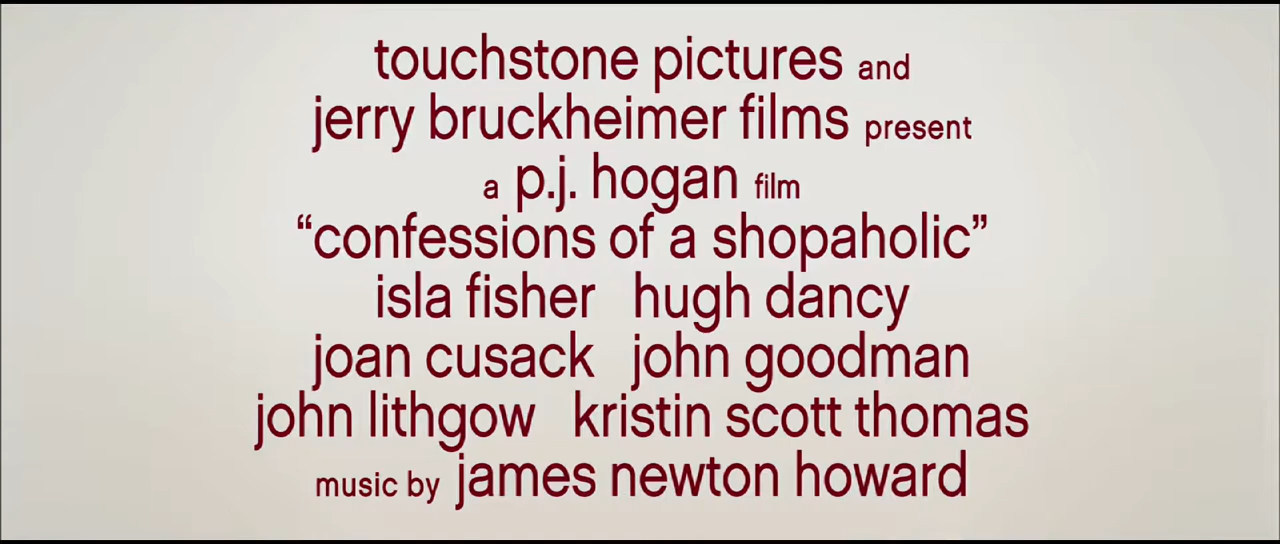 touchstone pictures and
jerry bruckheimer films present
a p.j. hogan film
“confessions of a shopaholic”
isla fisher hugh dancy
joan cusack john goodman
john lithgow kristin scott thomas
music by james newton howard